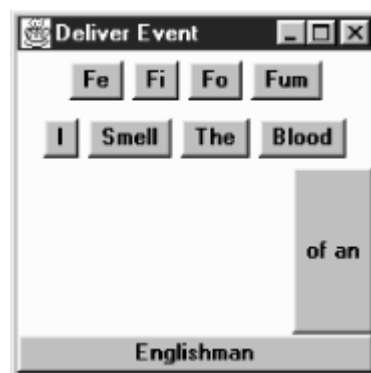 Deliver Event
Fe Fi Fo Fum
I Smell The Blood
of an
Englishman